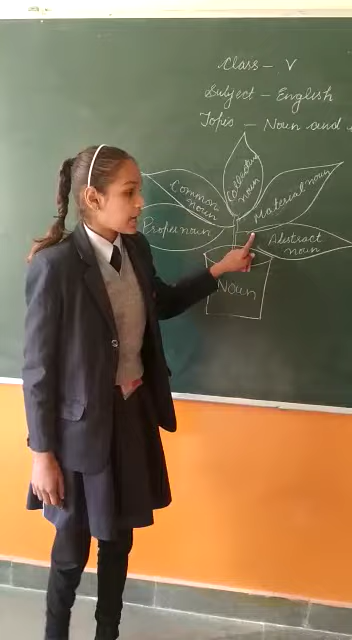 Class - V
Subject - English
Topic - Noun and
Collective
noun
Common
noun
Material noun
Proper noun
Abstract
noun
Noun